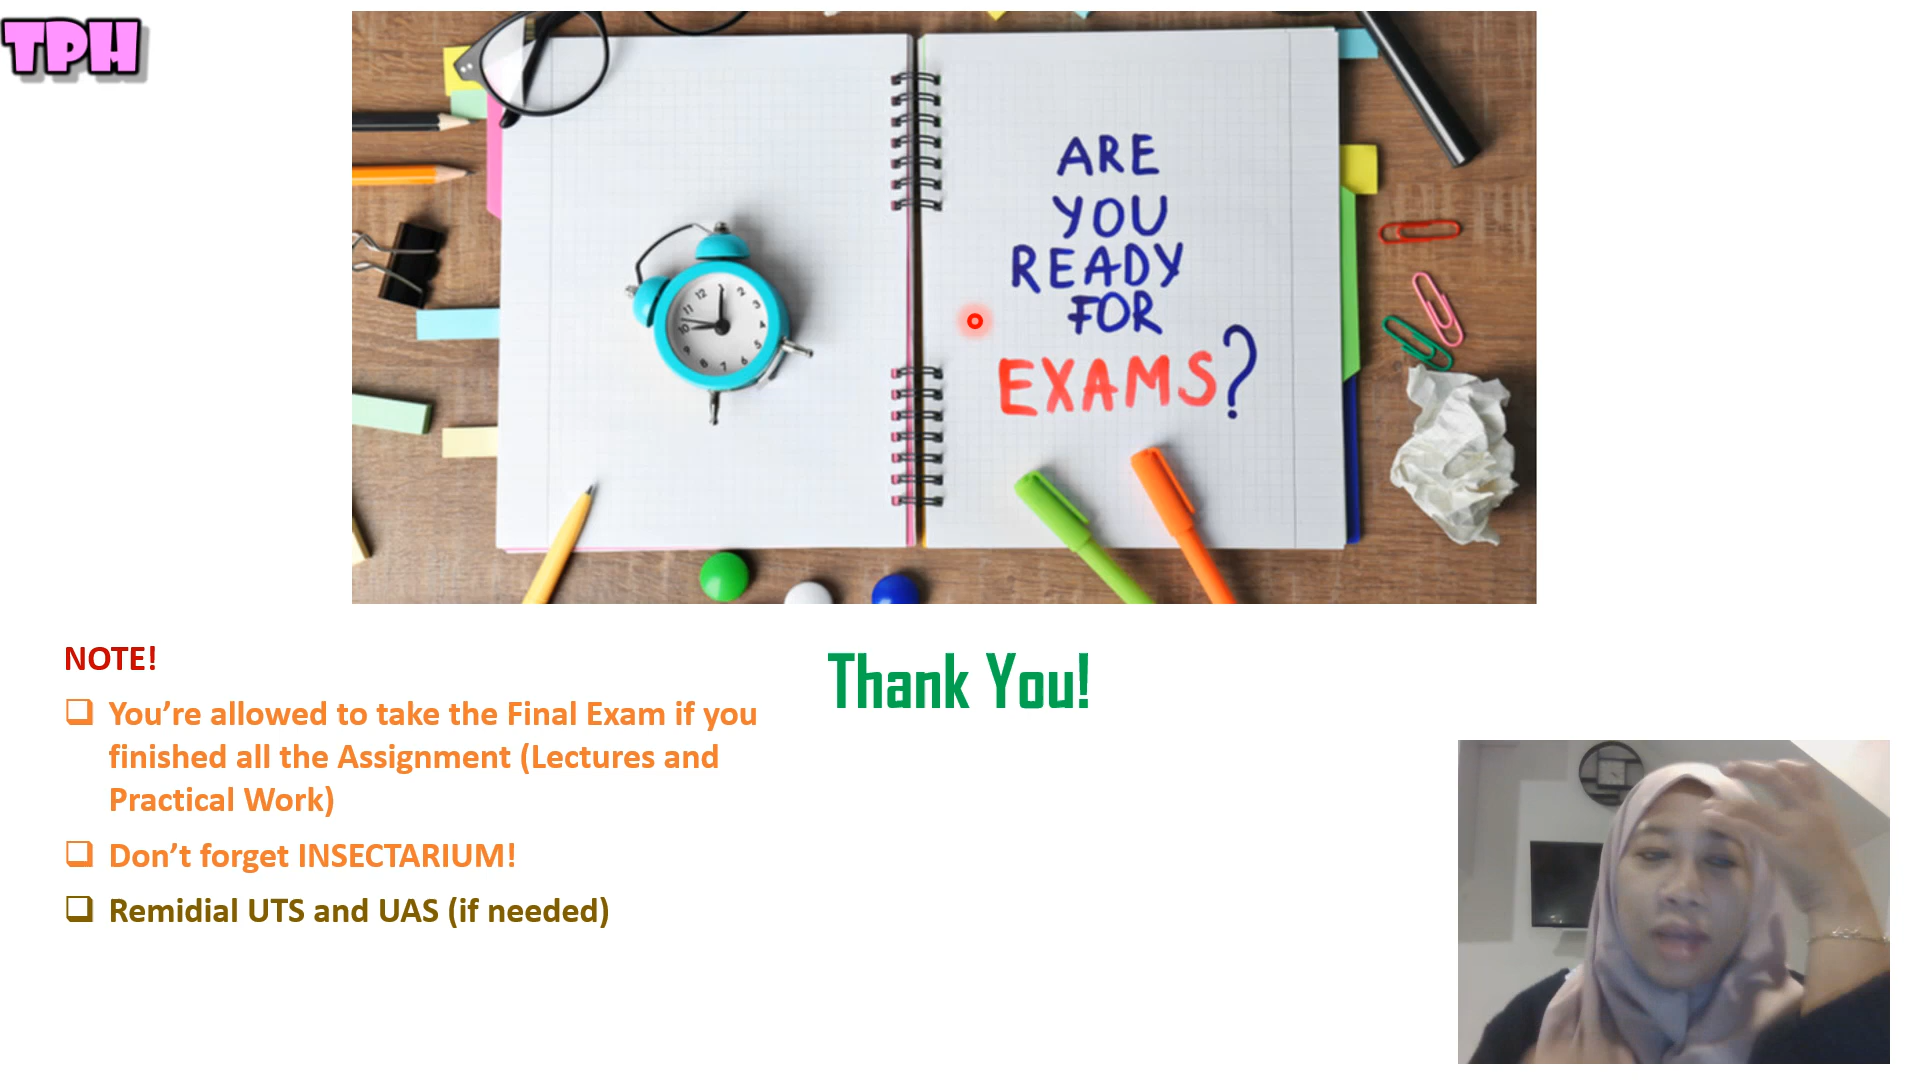 TPH
ARE
YOU
READY
FOR
EXAMS?
NOTE!
Thank You!
❑ You’re allowed to take the Final Exam if you
finished all the Assignment (Lectures and
Practical Work)
❑ Don’t forget INSECTARIUM!
❑ Remidial UTS and UAS (if needed)